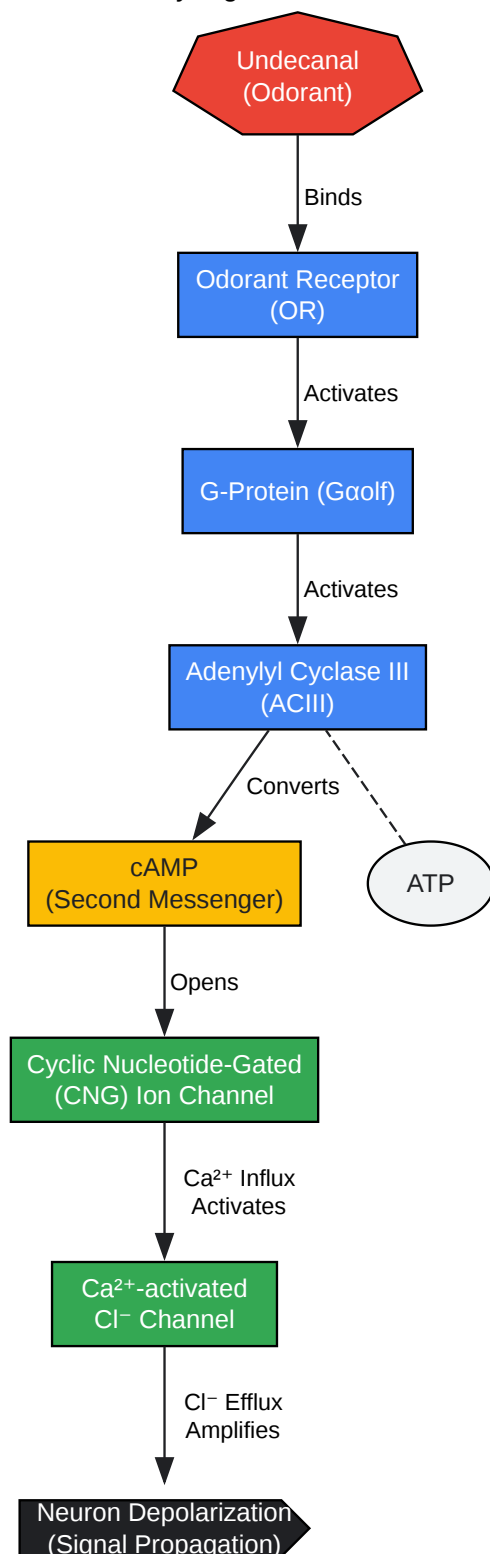 Undecanal
(Odorant)
Binds
Odorant Receptor
(OR)
Activates
G-Protein (Gαolf)
Activates
Adenylyl Cyclase III
(ACIII)
Converts
cAMP
(Second Messenger)
ATP
Opens
Cyclic Nucleotide-Gated
(CNG) Ion Channel
Ca²⁺ Influx
Activates
Ca²⁺-activated
Cl⁻ Channel
Cl⁻ Efflux
Amplifies
Neuron Depolarization
(Signal Propagation)